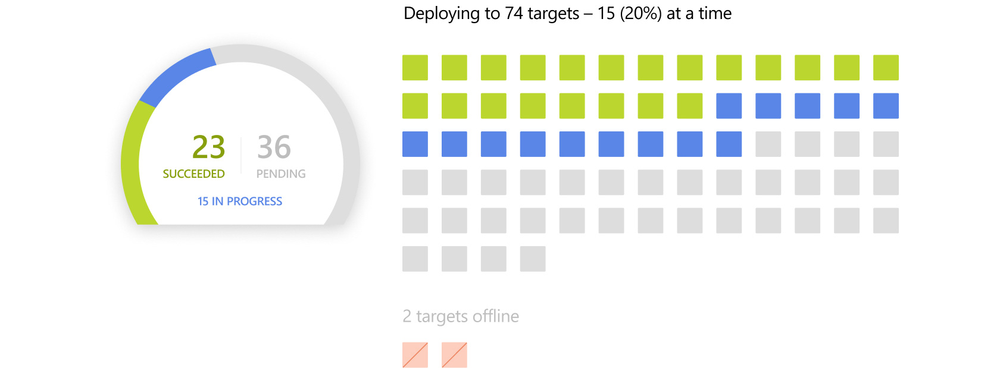 Deploying to 74 targets – 15 (20%) at a time
23
SUCCEEDED
36
PENDING
15 IN PROGRESS
2 targets offline